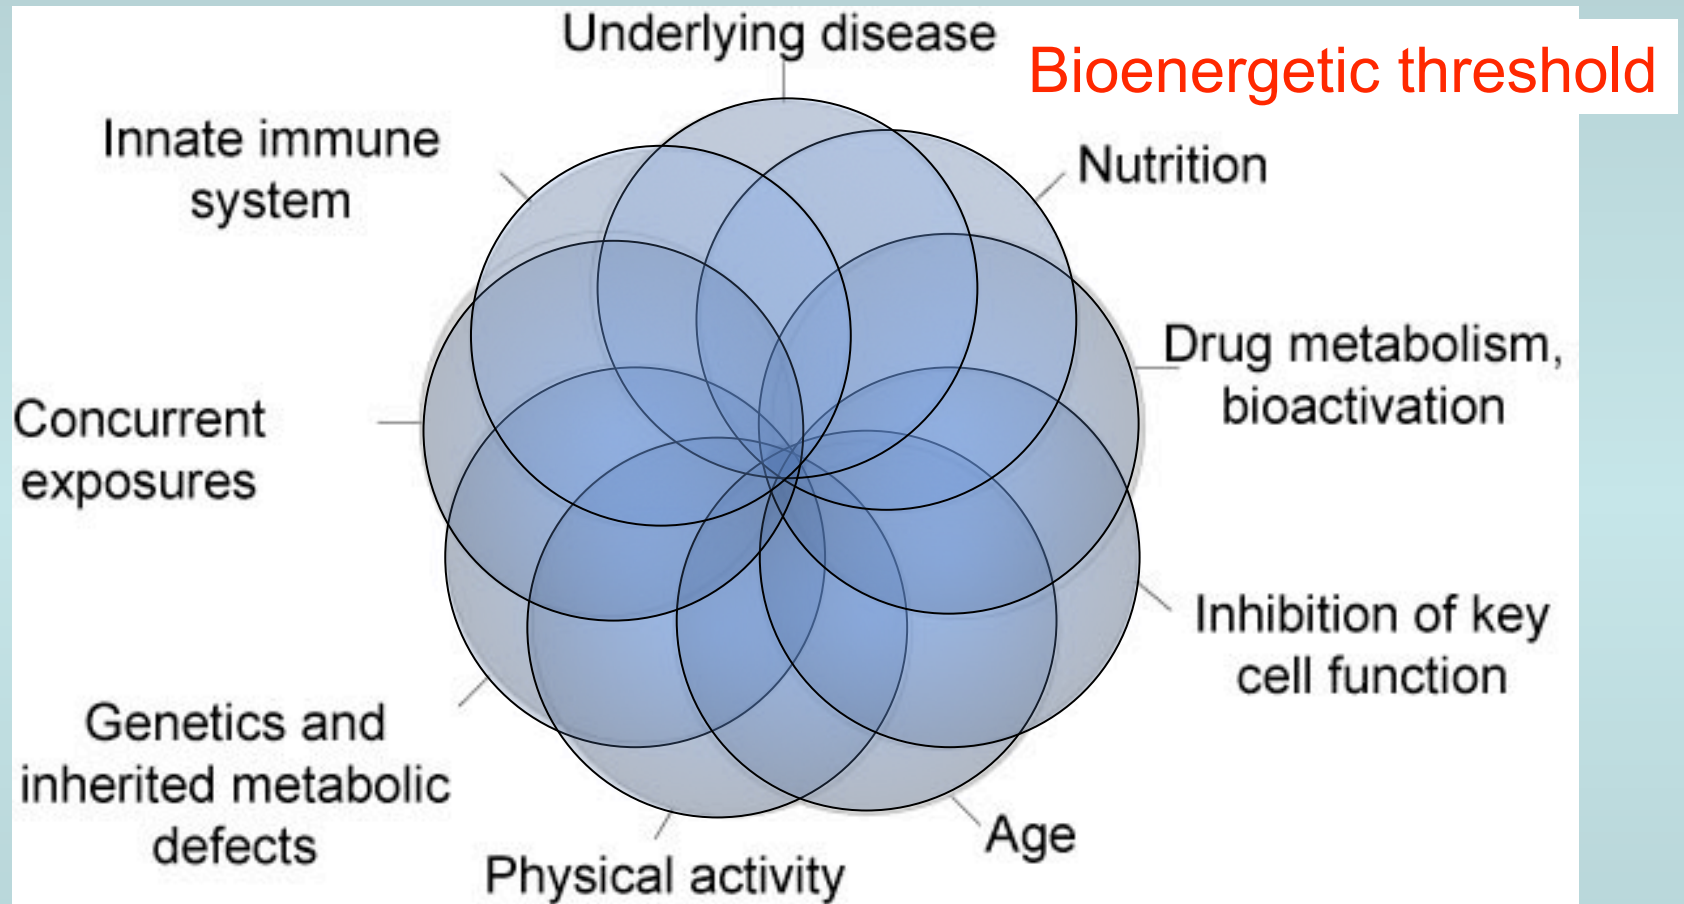 Underlying disease
Bioenergetic threshold
Innate immune
system
Nutrition
Drug metabolism,
bioactivation
Concurrent
exposures
Inhibition of key
cell function
Genetics and
inherited metabolic
defects
Age
Physical activity